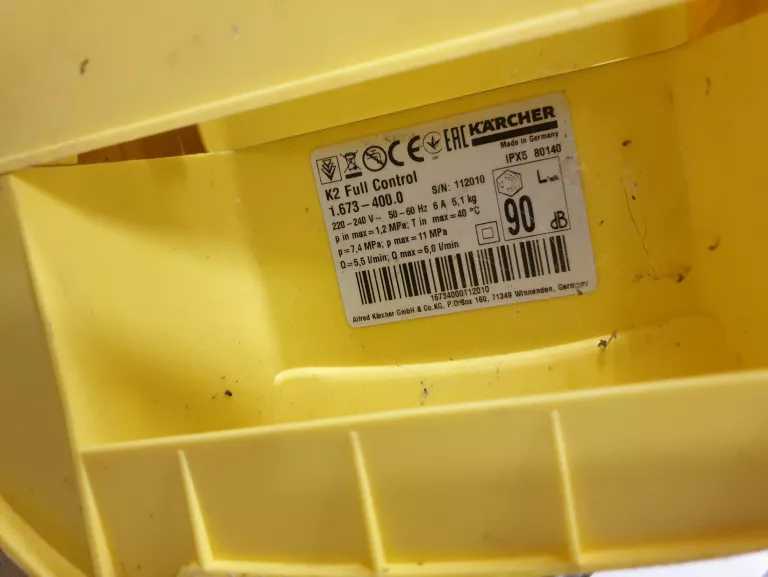 EAC KÄRCHER
Made in Germany
K2 Full Control
IPX5 80140
1.673-400.0
S/N: 112010
220-240 V~ 50-60 Hz 6 A 5,1 kg
p in max=1,2 MPa; T in max=40 °C
p=7,4 MPa; p max=11 MPa
Q=5,5 l/min; Q max=6,0 l/min
LWA
90 dB
16734000112010
Alfred Kärcher GmbH & Co.KG, P.O.Box 160, 71349 Winnenden, Germany